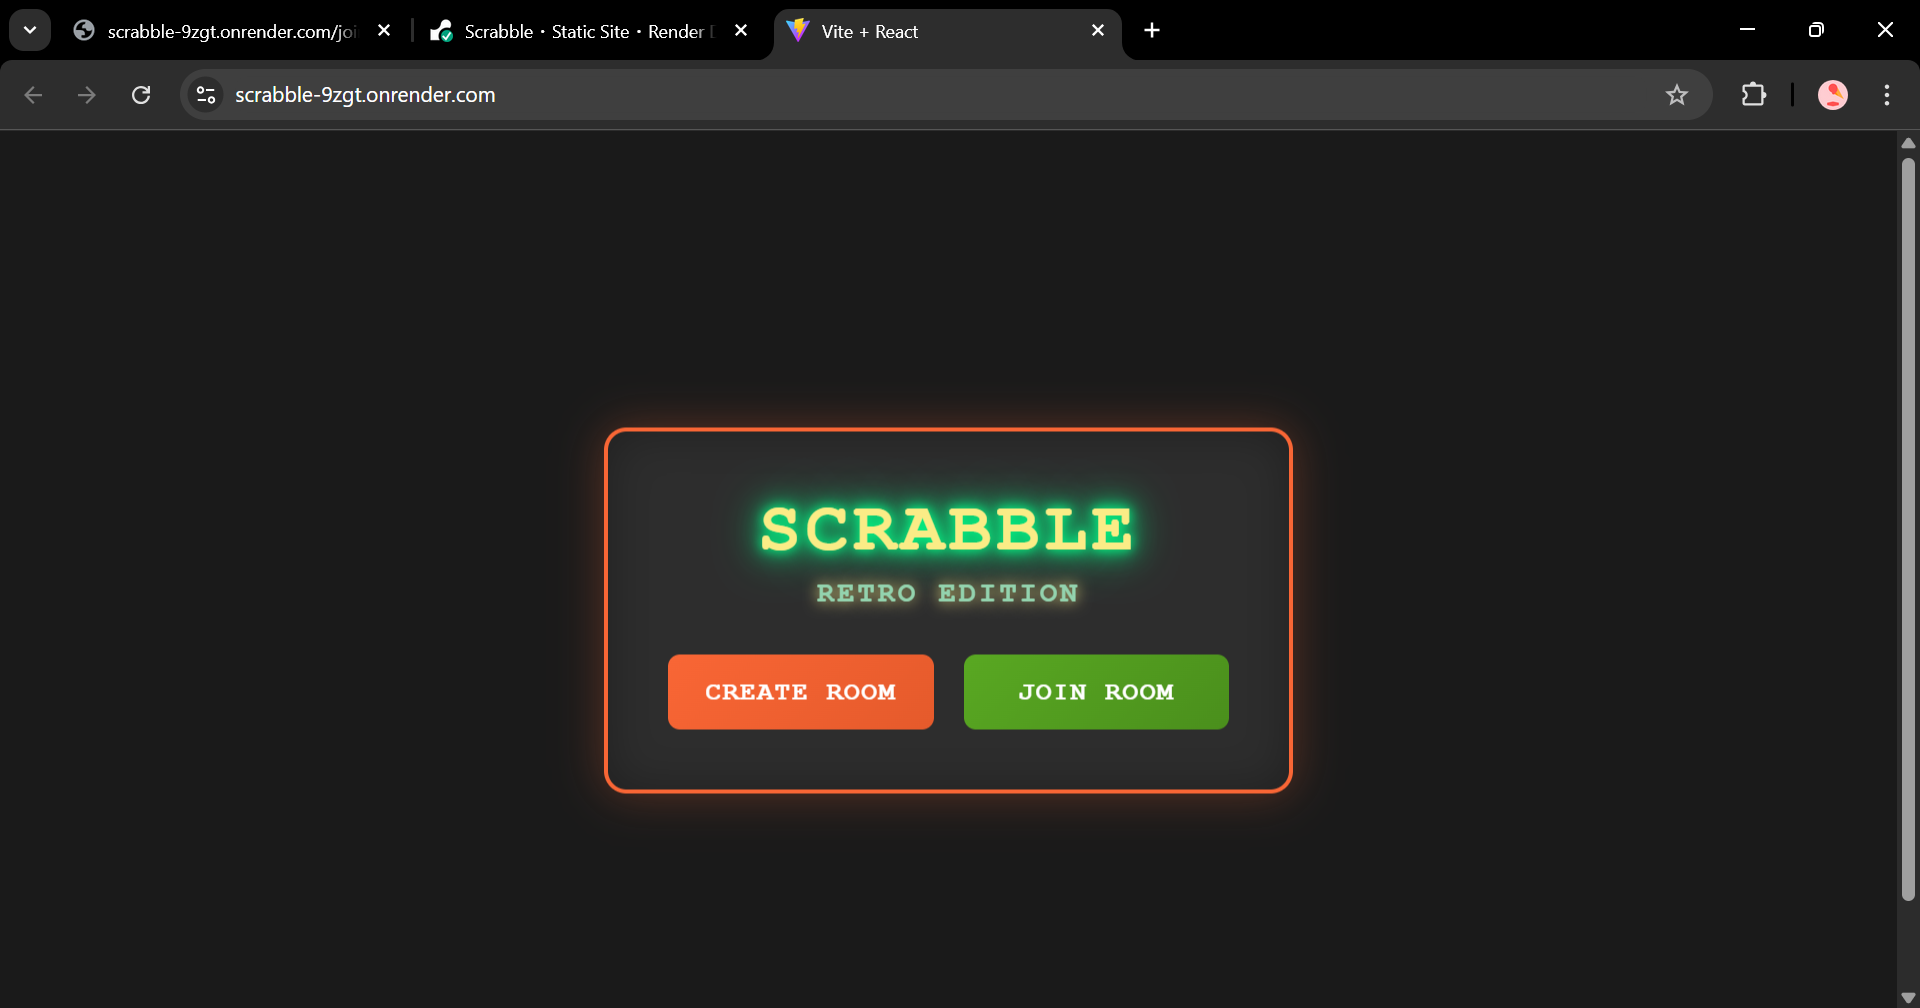 scrabble-9zgt.onrender.com/joi
Scrabble · Static Site · Render
Vite + React
scrabble-9zgt.onrender.com
SCRABBLE
RETRO EDITION
CREATE ROOM
JOIN ROOM